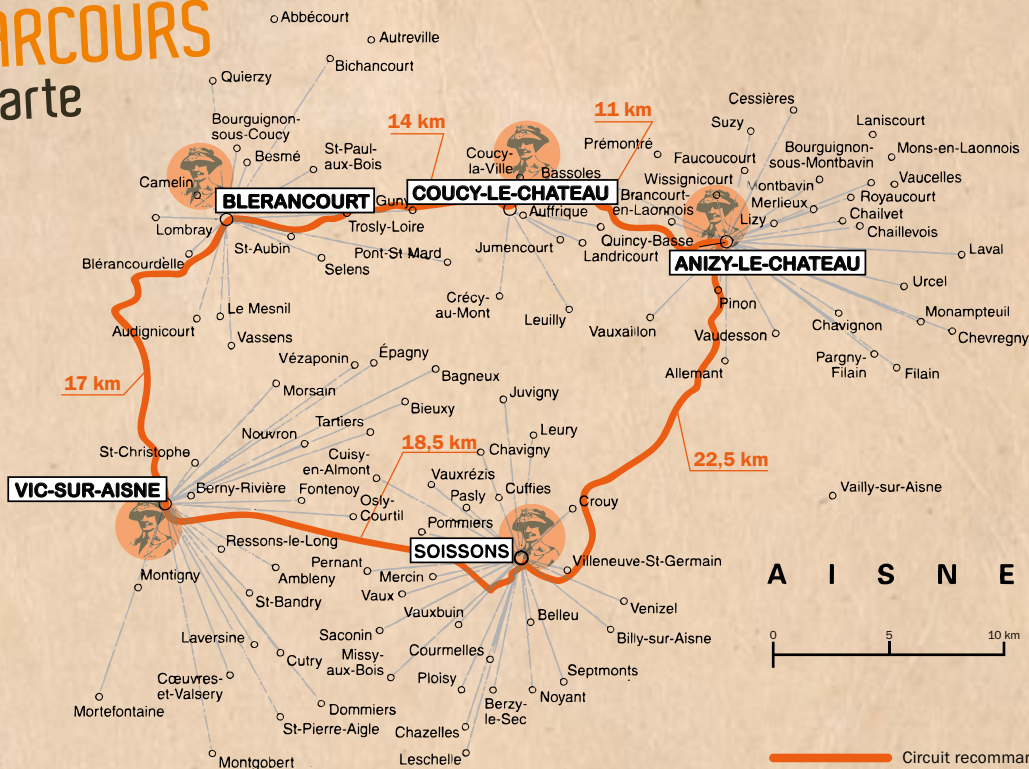 ARCOURS
arte
Abbécourt
Autreville
Bichancourt
Quierzy
Bourguignon-
sous-Coucy
Besmé
St-Paul-
aux-Bois
Camelin
14 km
11 km
Coucy-
la-Ville
Bassoles
Prémontré
Cessières
Suzy
Faucoucourt
Wissignicourt
Laniscourt
Bourguignon-
sous-Montbavin
Mons-en-Laonnois
Montbavin
Vaucelles
Merlieux
Royaucourt
Lizy
Chailvet
Chaillevois
BLERANCOURT
Guny
COUCY-LE-CHATEAU
Brancourt-
en-Laonnois
Auffrique
Trosly-Loire
Lombray
St-Aubin
Pont-St Mard
Jumencourt
Quincy-Basse
Landricourt
ANIZY-LE-CHATEAU
Laval
Blérancourdelle
Selens
Urcel
Crécy-
au-Mont
Leuilly
Pinon
Le Mesnil
Audignicourt
Vassens
Vauxaillon
Vaudesson
Chavignon
Monampteuil
Chevregny
Pargny-
Filain
Filain
Allemant
Vézaponin
Épagny
Bagneux
17 km
Morsain
Juvigny
Bieuxy
Tartiers
Nouvron
18,5 km
Leury
Chavigny
22,5 km
St-Christophe
Cuisy-
en-Almont
Vauxrézis
Cuffies
Pasly
VIC-SUR-AISNE
Berny-Rivière
Fontenoy
Osly-
Courtil
Crouy
Vailly-sur-Aisne
Pommiers
Ressons-le-Long
SOISSONS
Pernant
Mercin
Villeneuve-St-Germain
A I S N E
Montigny
Ambleny
Vaux
St-Bandry
Vauxbuin
Belleu
Venizel
Billy-sur-Aisne
Saconin
Laversine
Cutry
Missy-
aux-Bois
Courmelles
Ploisy
Septmonts
Noyant
0 5 10 km
Cœuvres-
et-Valsery
Mortefontaine
Dommiers
St-Pierre-Aigle
Berzy-
le-Sec
Chazelles
Leschelle
Montgobert
Circuit recomman